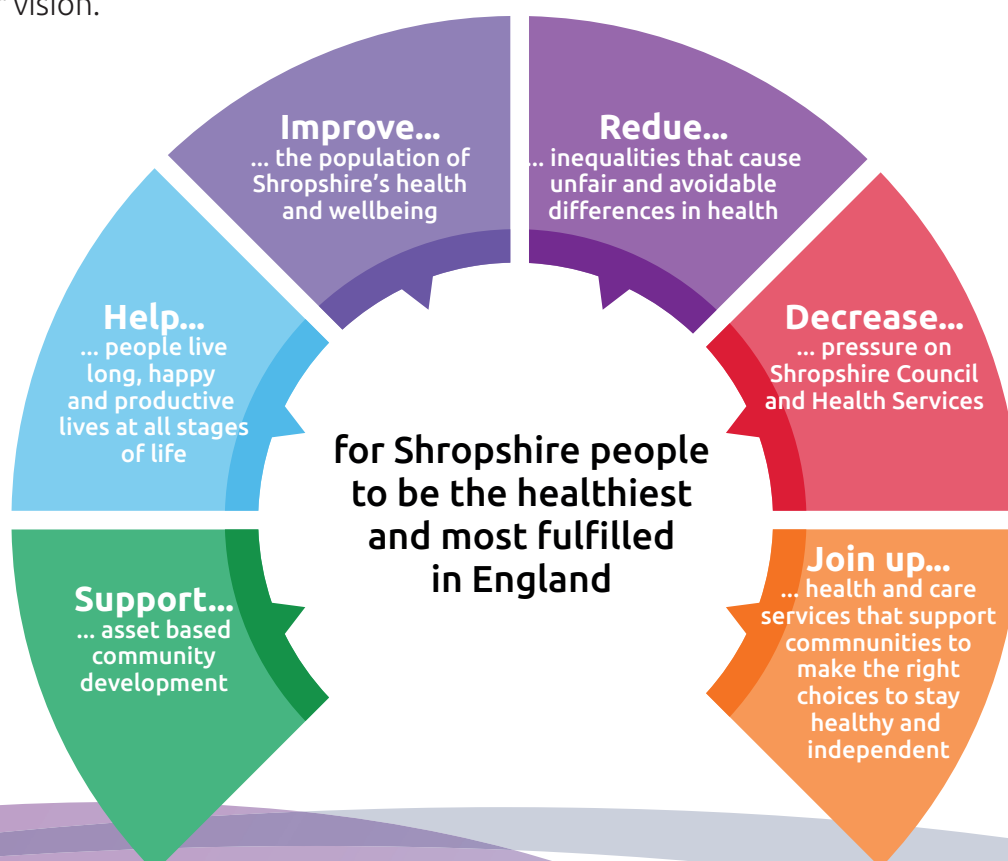 vision.
Improve...
... the population of
Shropshire's health
and wellbeing
Redue...
... inequalities that cause
unfair and avoidable
differences in health
Help...
... people live
long, happy
and productive
lives at all stages
of life
Decrease...
... pressure on
Shropshire Council
and Health Services
for Shropshire people
to be the healthiest
and most fulfilled
in England
Support...
... asset based
community
development
Join up...
... health and care
services that support
commnunities to
make the right
choices to stay
healthy and
independent